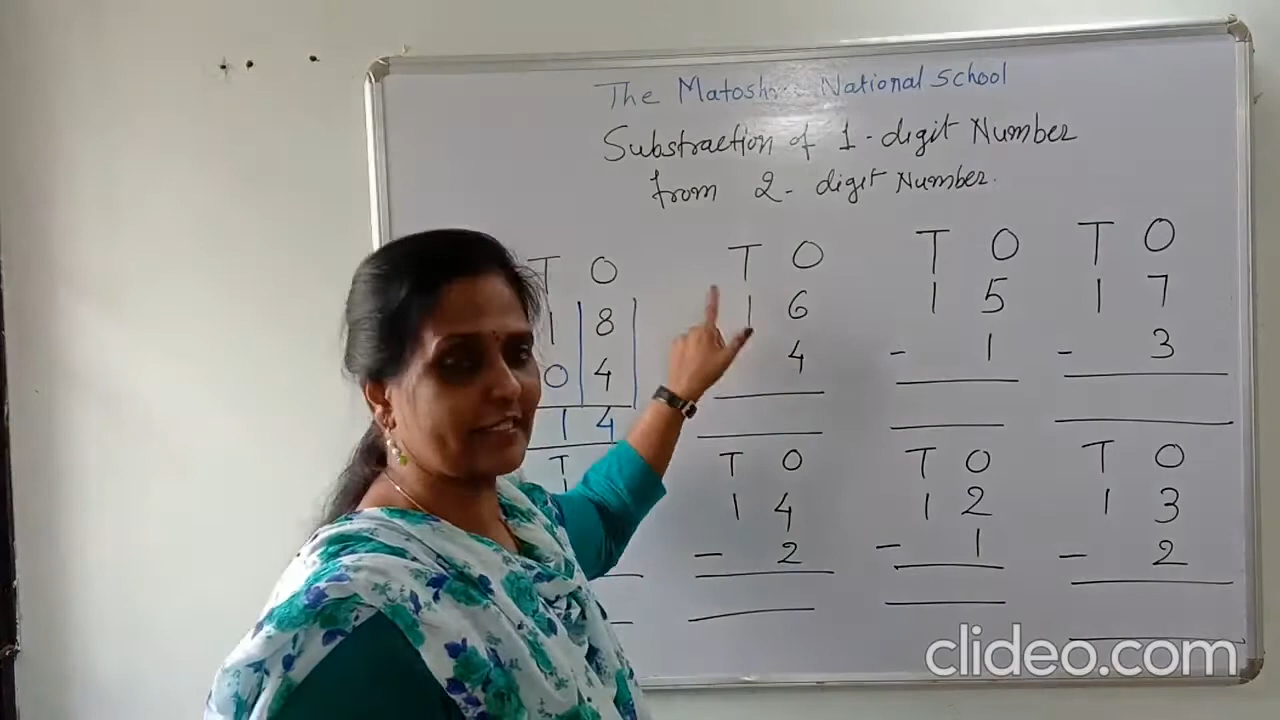 The Matoshree National School
Substraction of 1-digit Number
from 2-digit Number.
T O
1 8
0 4
1 4
T O
1 6
4
T O
1 5
- 1
T O
1 7
- 3
T
T O
1 4
- 2
T O
1 2
- 1
T O
1 3
- 2
clideo.com